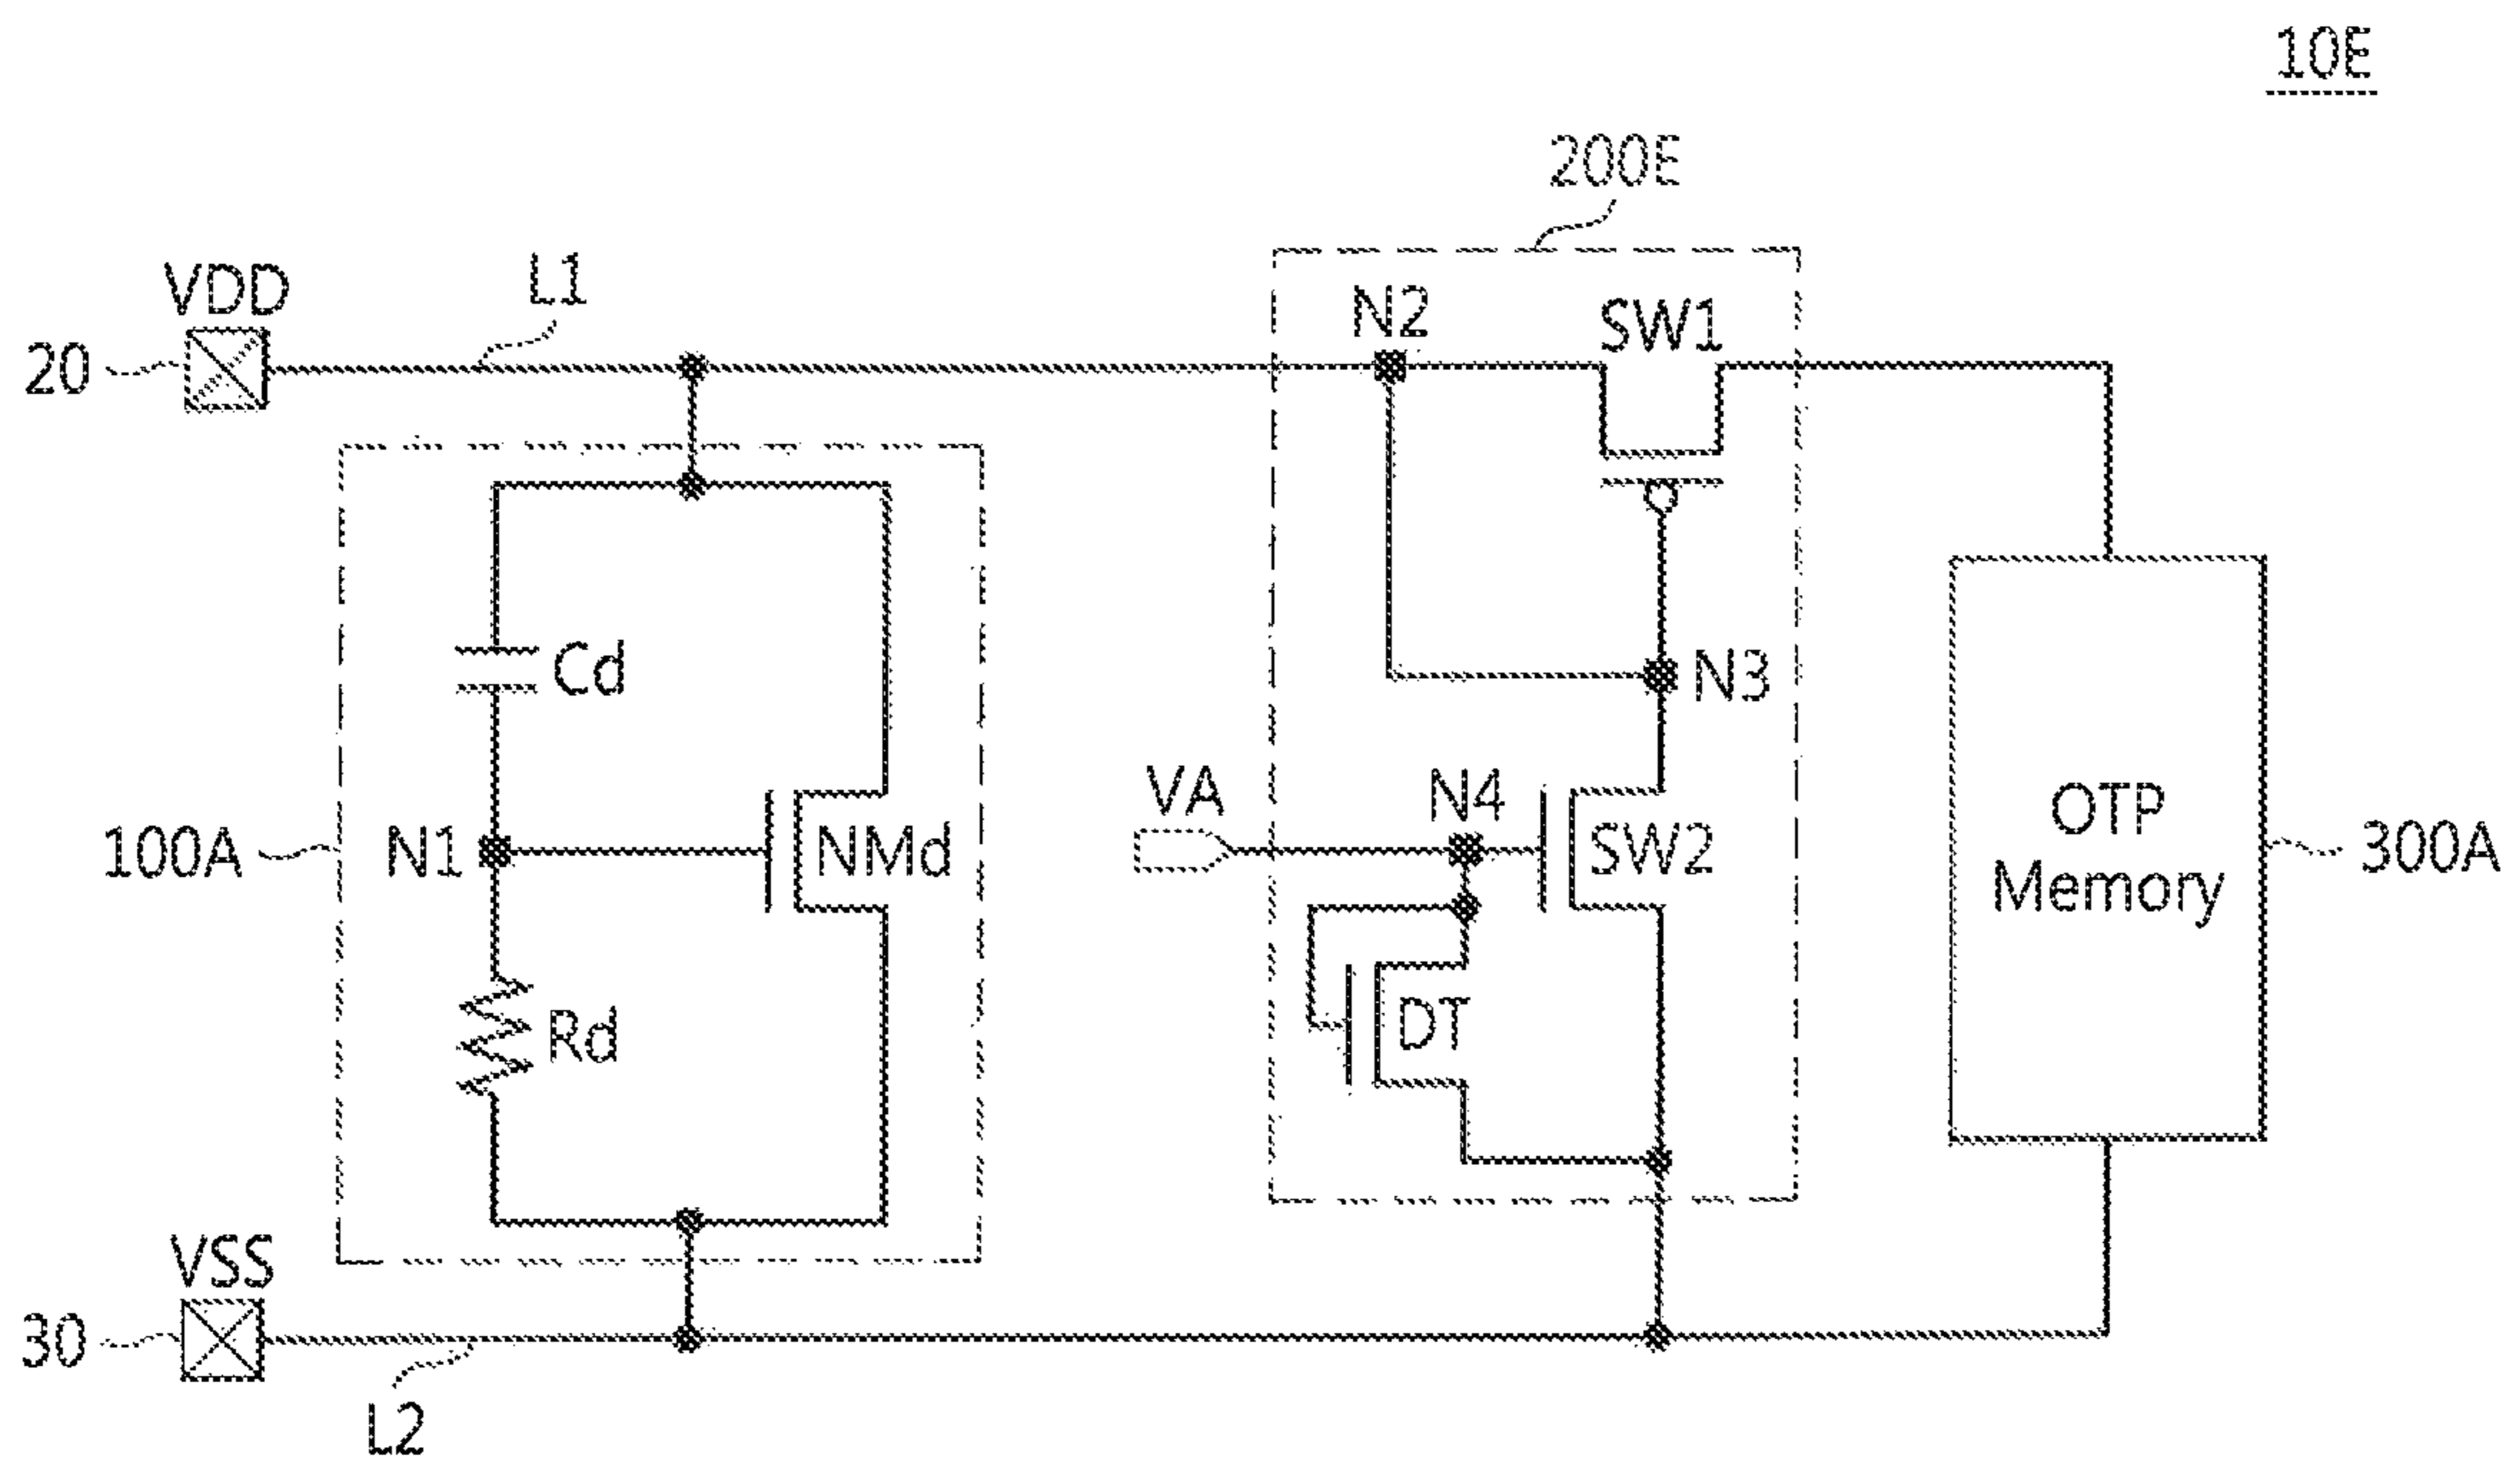 10E
200E
VDD
L1
N2
SW1
20
Cd
N3
VA
N4
100A
N1
NMd
SW2
OTP
Memory
300A
Rd
DT
VSS
30
L2